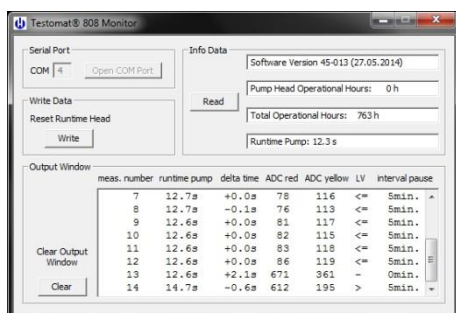 Testomat® 808 Monitor
Serial Port
COM 4 Open COM Port
Write Data
Reset Runtime Head
Write
Info Data
Read
Software Version 45-013 (27.05.2014)
Pump Head Operational Hours: 0 h
Total Operational Hours: 763 h
Runtime Pump: 12.3 s
Output Window
meas. number runtime pump delta time ADC red ADC yellow LV interval pause
7 12.7s +0.0s 78 116 <= 5min.
8 12.7s -0.1s 76 113 <= 5min.
9 12.6s +0.0s 81 117 <= 5min.
10 12.6s +0.0s 82 115 <= 5min.
11 12.6s +0.0s 83 118 <= 5min.
12 12.6s +0.0s 86 119 <= 5min.
13 12.6s +2.1s 671 361 - 0min.
14 14.7s -0.6s 612 195 > 5min.
Clear Output
Window
Clear